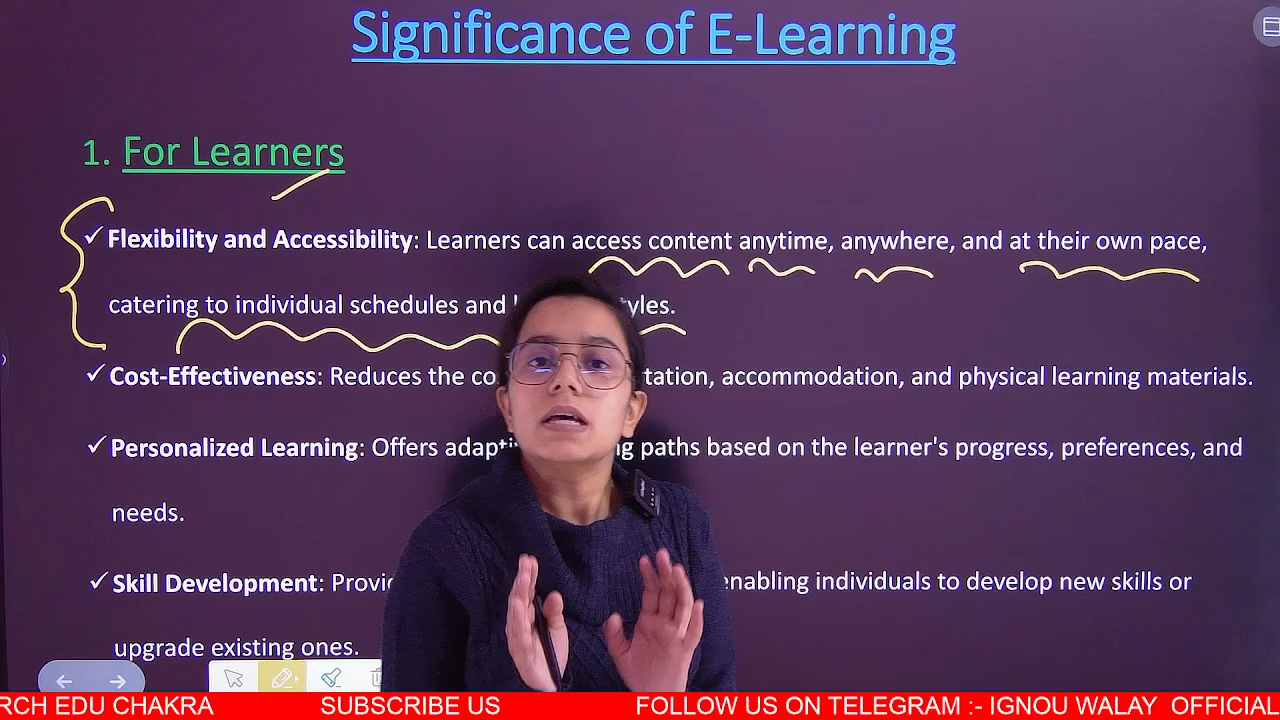 Significance of E-Learning
1. For Learners
✓ Flexibility and Accessibility: Learners can access content anytime, anywhere, and at their own pace,
catering to individual schedules and yles.
✓ Cost-Effectiveness: Reduces the co tation, accommodation, and physical learning materials.
✓ Personalized Learning: Offers adapti g paths based on the learner's progress, preferences, and
needs.
✓ Skill Development: Provi enabling individuals to develop new skills or
upgrade existing ones.
RCH EDU CHAKRA SUBSCRIBE US FOLLOW US ON TELEGRAM :- IGNOU WALAY OFFICIAL